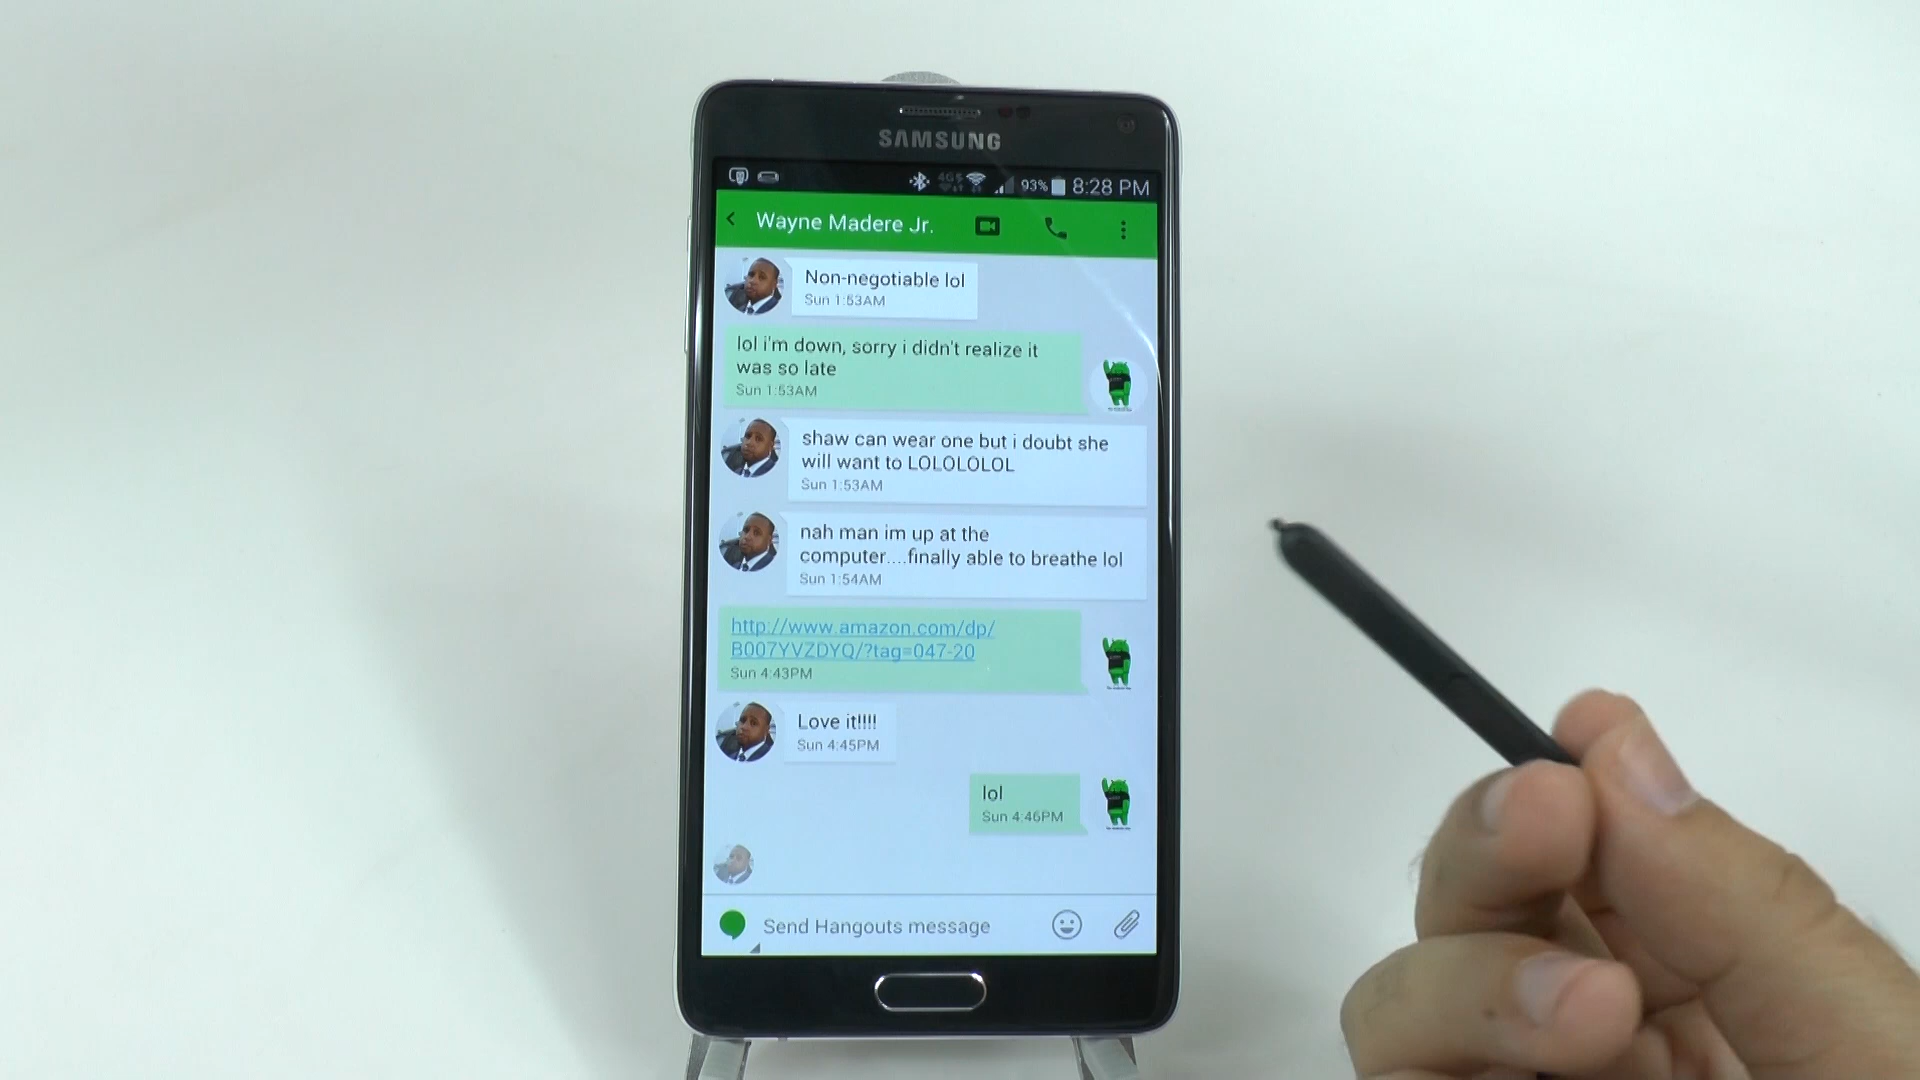 SAMSUNG
93% 8:28 PM
Wayne Madere Jr.
Non-negotiable lol
Sun 1:53AM
lol i'm down, sorry i didn't realize it
was so late
Sun 1:53AM
shaw can wear one but i doubt she
will want to LOLOLOLOL
Sun 1:53AM
nah man im up at the
computer....finally able to breathe lol
Sun 1:54AM
http://www.amazon.com/dp/
B007YVZDYQ/?tag=047-20
Sun 4:43PM
Love it!!!!
Sun 4:45PM
lol
Sun 4:46PM
Send Hangouts message